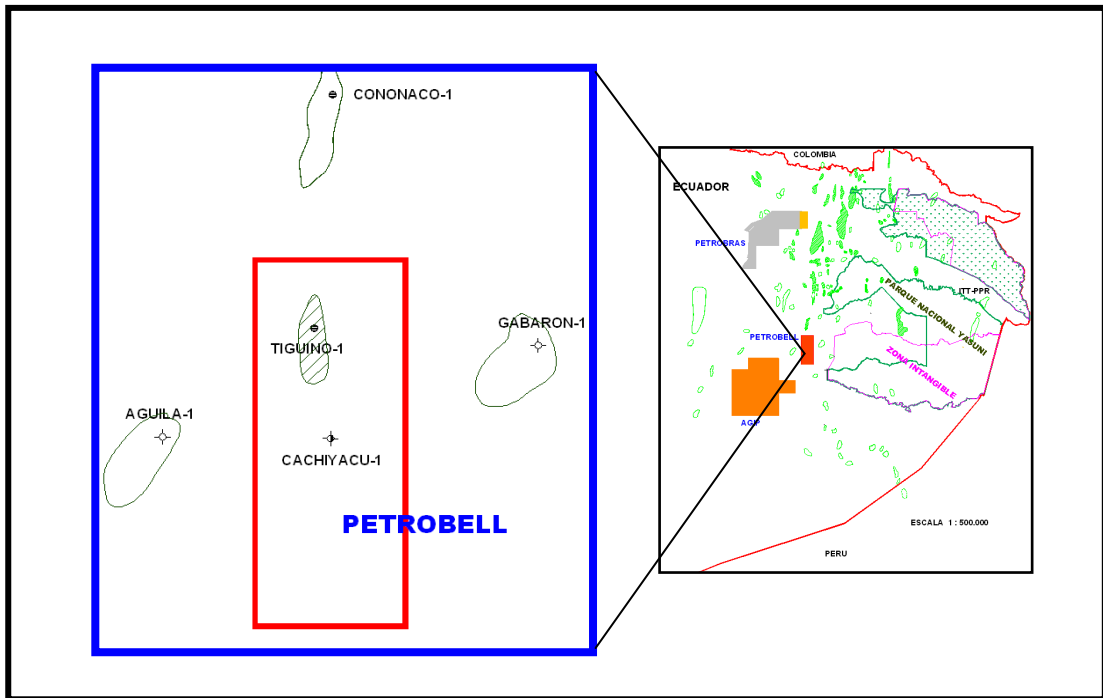 CONONACO-1
GABARON-1
TIGUINO-1
AGUILA-1
CACHIYACU-1
PETROBELL
COLOMBIA
ECUADOR
PETROBRAS
ITT-PPR
PARQUE NACIONAL YASUNI
PETROBELL
ZONA INTANGIBLE
AGIP
ESCALA 1 : 500.000
PERU